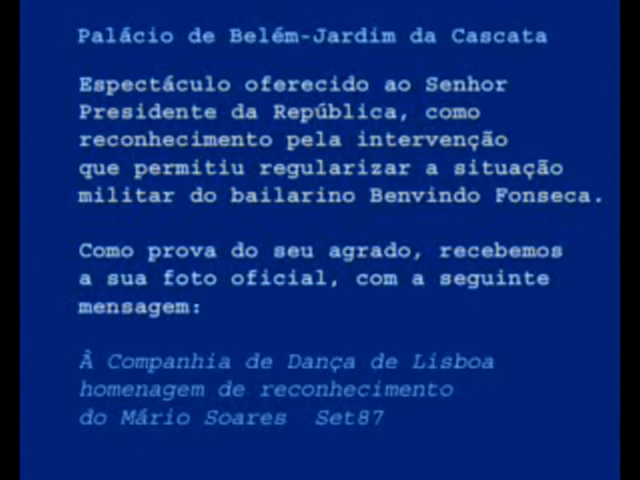 Palácio de Belém-Jardim da Cascata
Espectáculo oferecido ao Senhor
Presidente da República, como
reconhecimento pela intervenção
que permitiu regularizar a situação
militar do bailarino Benvindo Fonseca.
Como prova do seu agrado, recebemos
a sua foto oficial, com a seguinte
mensagem:
À Companhia de Dança de Lisboa
homenagem de reconhecimento
do Mário Soares  Set87